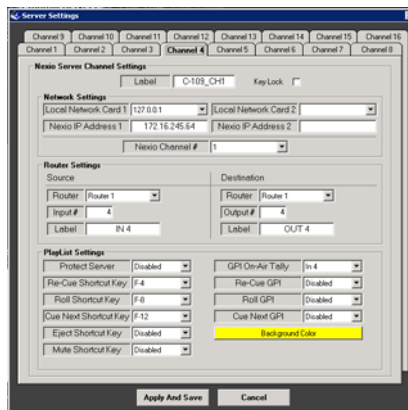 Server Settings
Channel 9 Channel 10 Channel 11 Channel 12 Channel 13 Channel 14 Channel 15 Channel 16
Channel 1 Channel 2 Channel 3 Channel 4 Channel 5 Channel 6 Channel 7 Channel 8
Nexio Server Channel Settings
Label C-109_CH1 Key Lock
Network Settings
Local Network Card 1 127.0.0.1 Local Network Card 2
Nexio IP Address 1 172.16.245.64 Nexio IP Address 2
Nexio Channel # 1
Router Settings
Source Destination
Router Router 1 Router Router 1
Input # 4 Output # 4
Label IN 4 Label OUT 4
PlayList Settings
Protect Server Disabled GPI On-Air Tally In 4
Re-Cue Shortcut Key F-4 Re-Cue GPI Disabled
Roll Shortcut Key F-8 Roll GPI Disabled
Cue Next Shortcut Key F-12 Cue Next GPI Disabled
Eject Shortcut Key Disabled Background Color
Mute Shortcut Key Disabled
Apply And Save Cancel